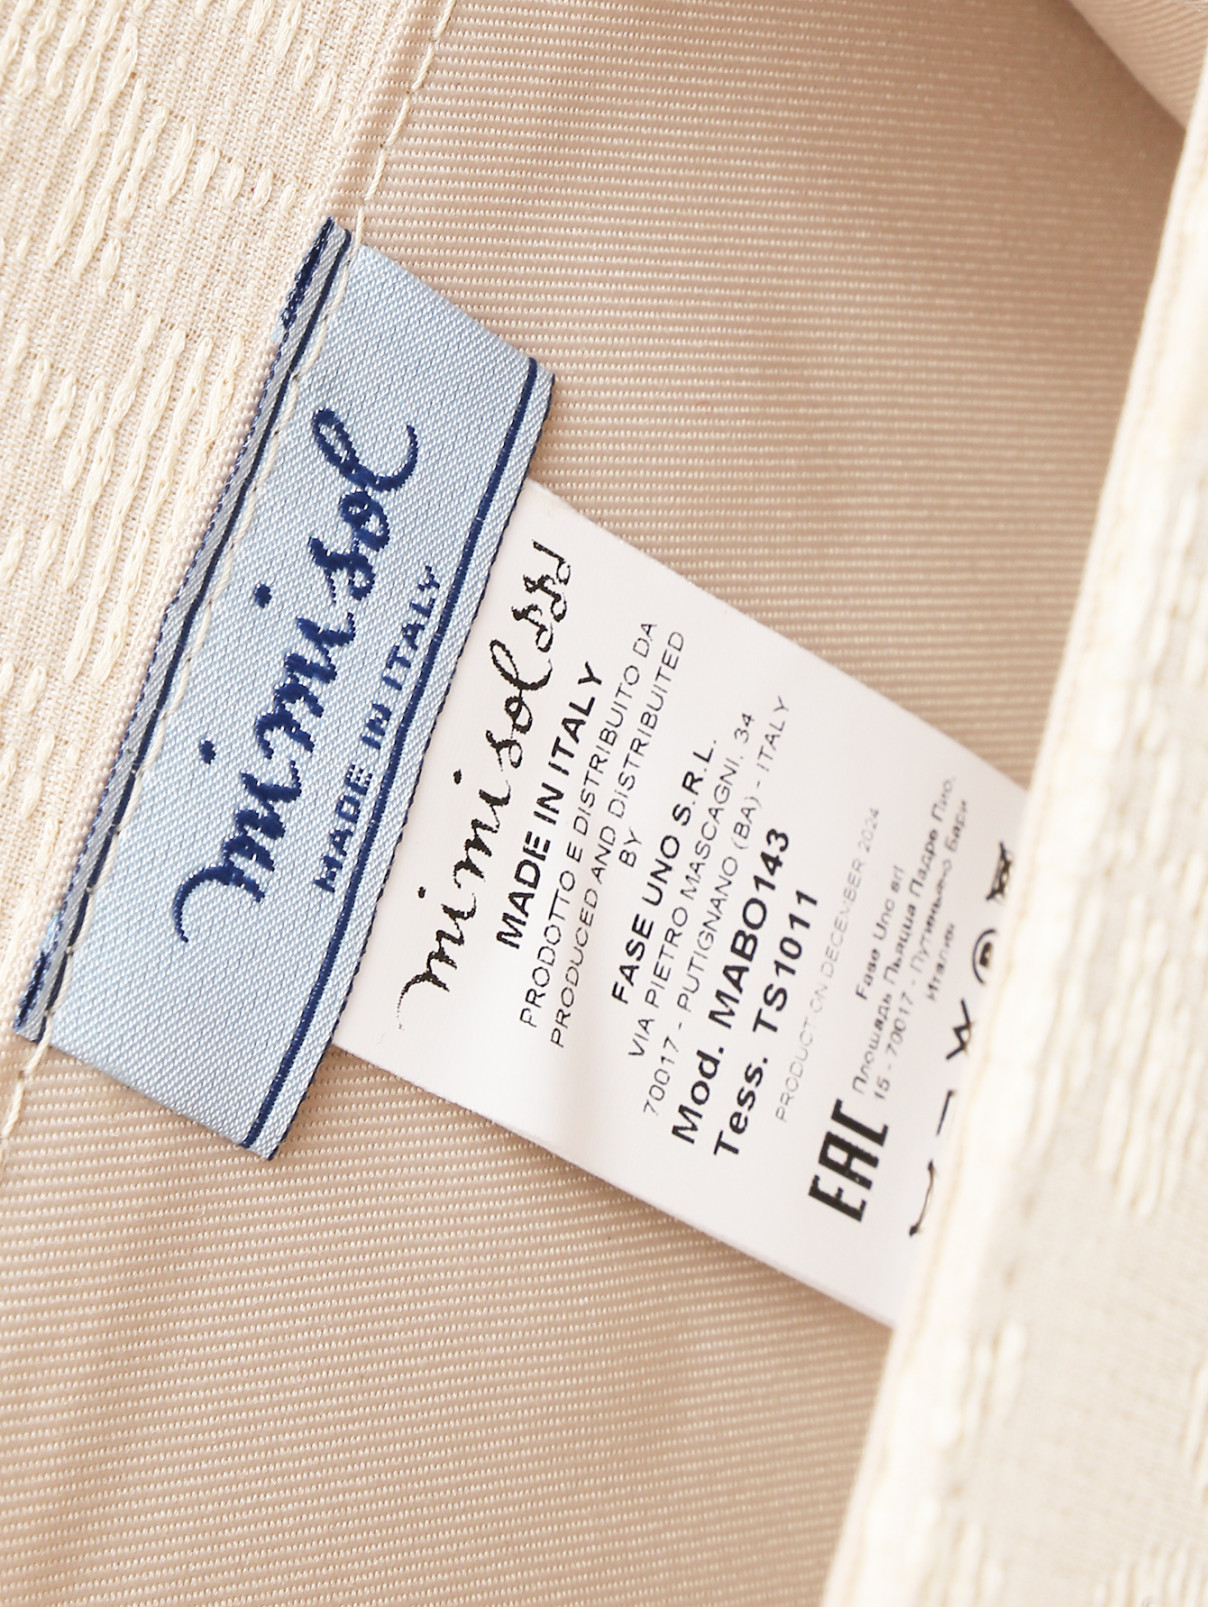 mimisol
MADE IN ITALY
mimisol
MADE IN ITALY
PRODOTTO E DISTRIBUITO DA
PRODUCED AND DISTRIBUITED
BY
FASE UNO S.R.L.
VIA PIETRO MASCAGNI, 34
70017 - PUTIGNANO (BA) - ITALY
Mod. MABO143
Tess. TS1011
PRODUCTION DECEMBER 2024
EAC
Fase Uno srl
Площадь Пьяцца Падрь Пио,
15 - 70017 - Путиньяно Бари
Италия